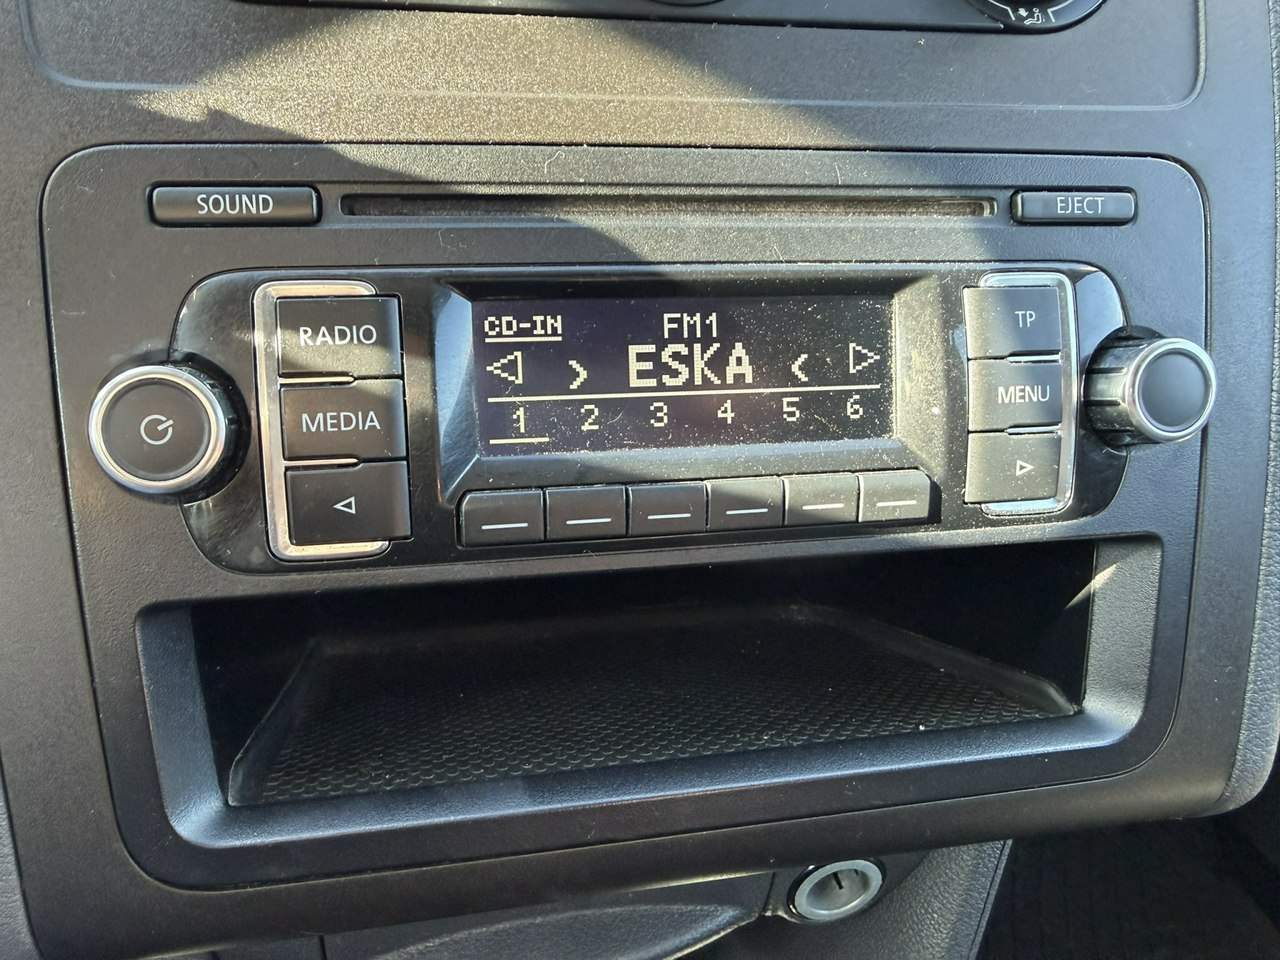 SOUND
EJECT
RADIO
MEDIA
CD-IN
FM1
ESKA
1 2 3 4 5 6
TP
MENU